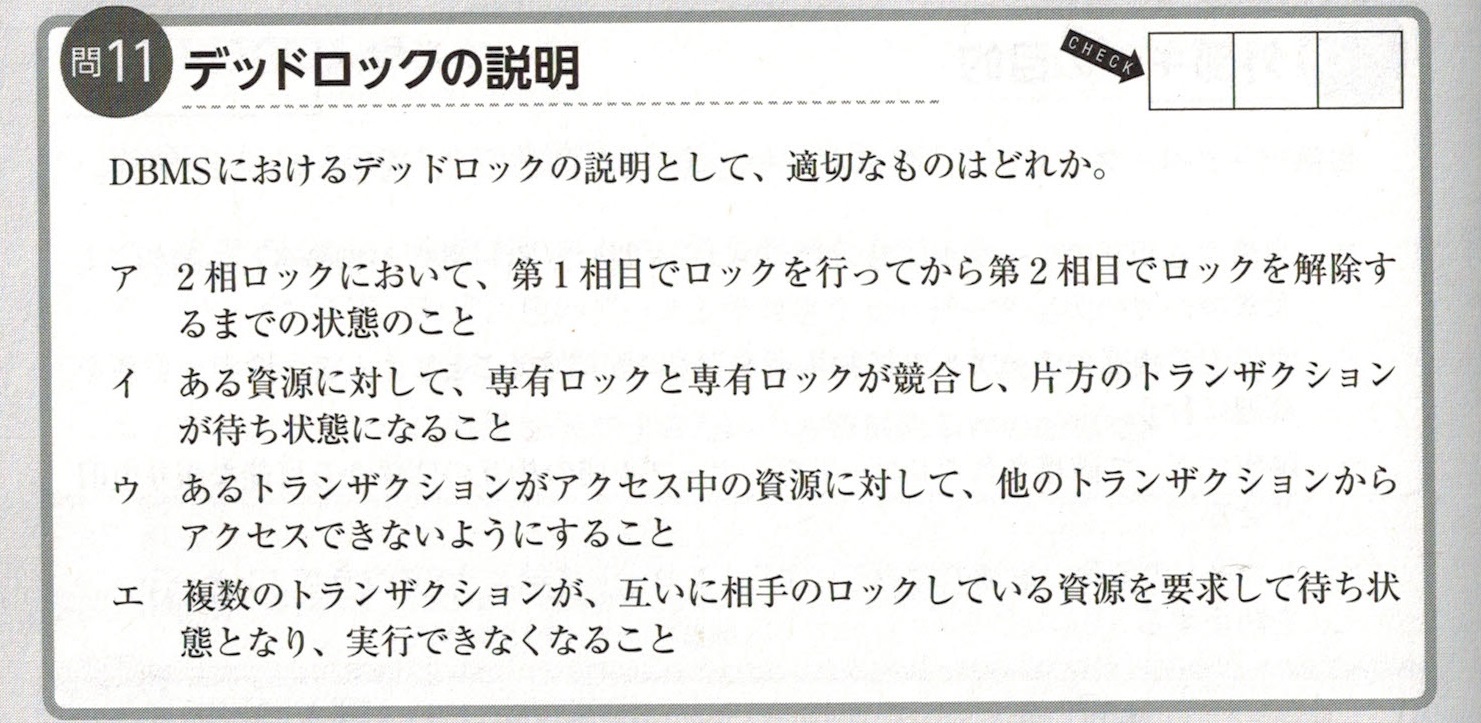 問11 デッドロックの説明
CHECK
DBMSにおけるデッドロックの説明として、適切なものはどれか。
ア 2相ロックにおいて、第1相目でロックを行ってから第2相目でロックを解除す
るまでの状態のこと
イ ある資源に対して、専有ロックと専有ロックが競合し、片方のトランザクション
が待ち状態になること
ウ あるトランザクションがアクセス中の資源に対して、他のトランザクションから
アクセスできないようにすること
エ 複数のトランザクションが、互いに相手のロックしている資源を要求して待ち状
態となり、実行できなくなること